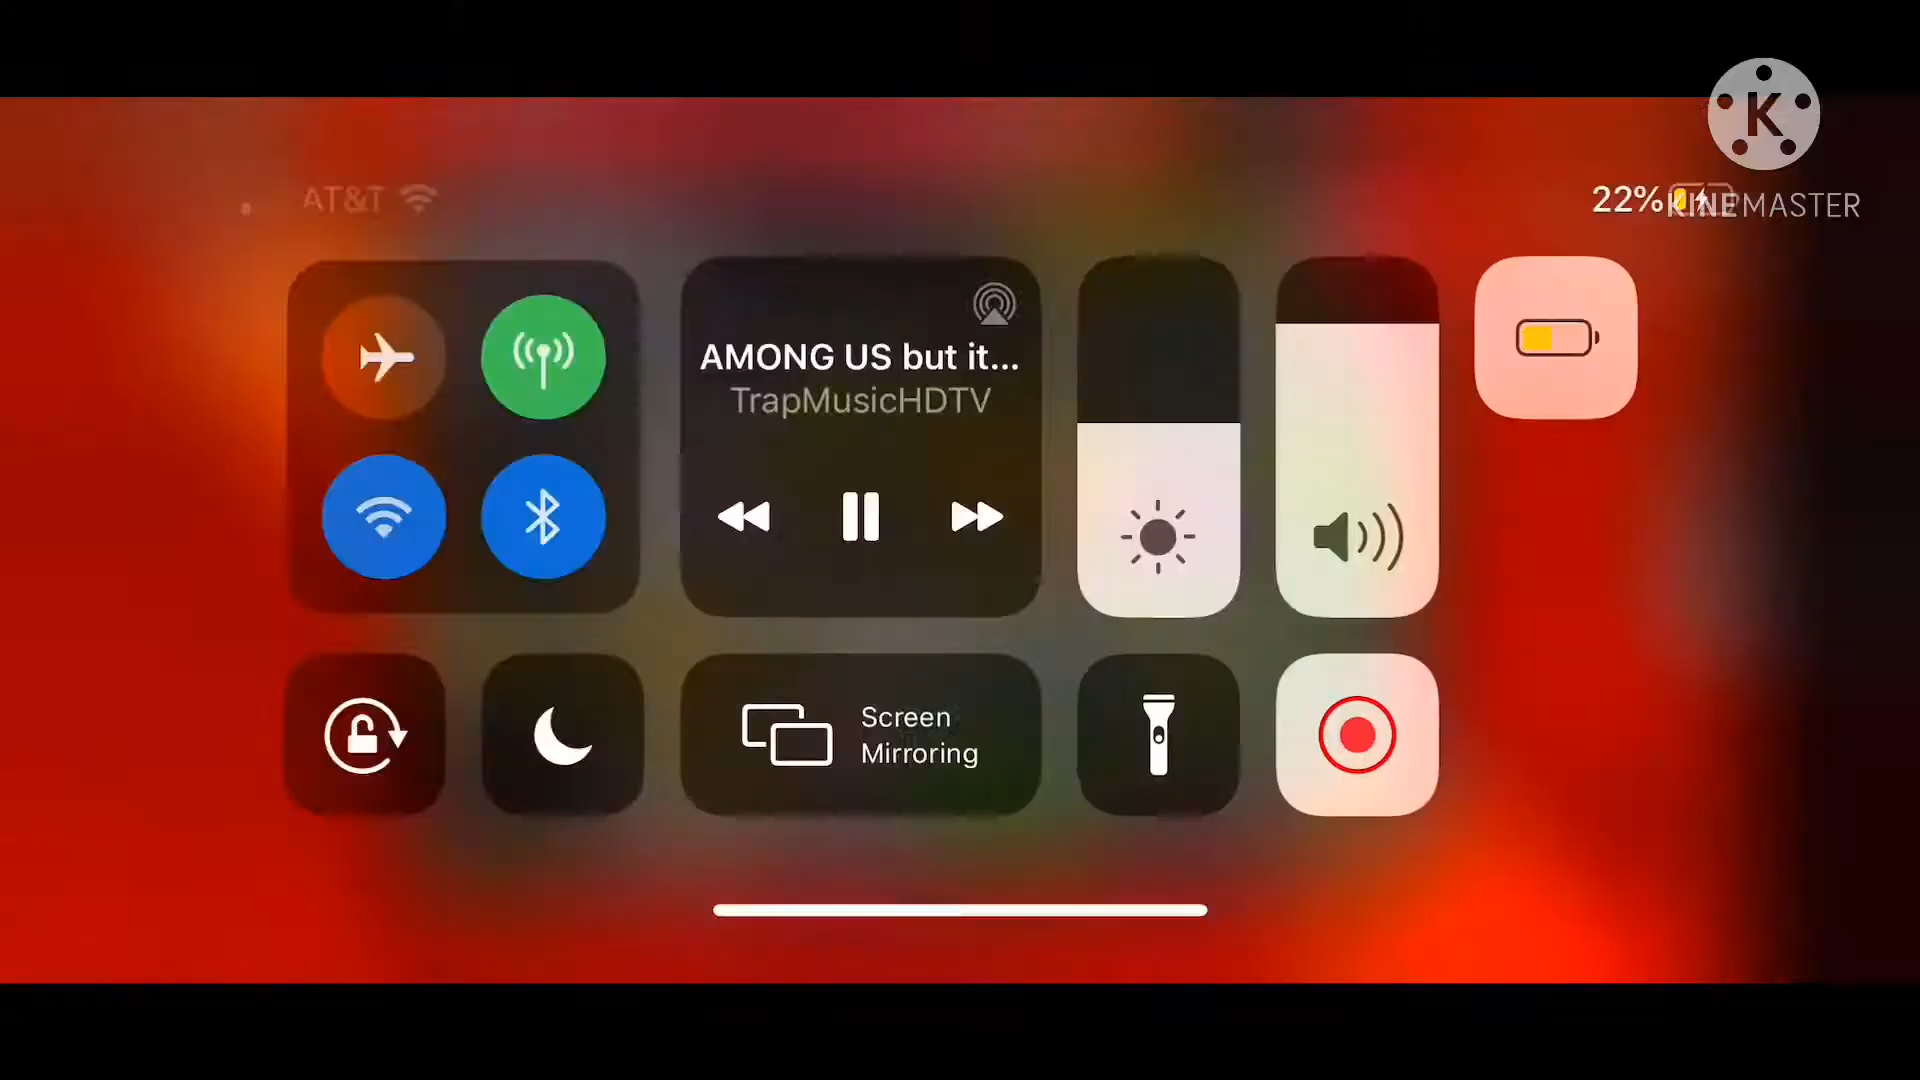 K
AT&T
22%
KINEMASTER
AMONG US but it...
TrapMusicHDTV
Screen
Mirroring